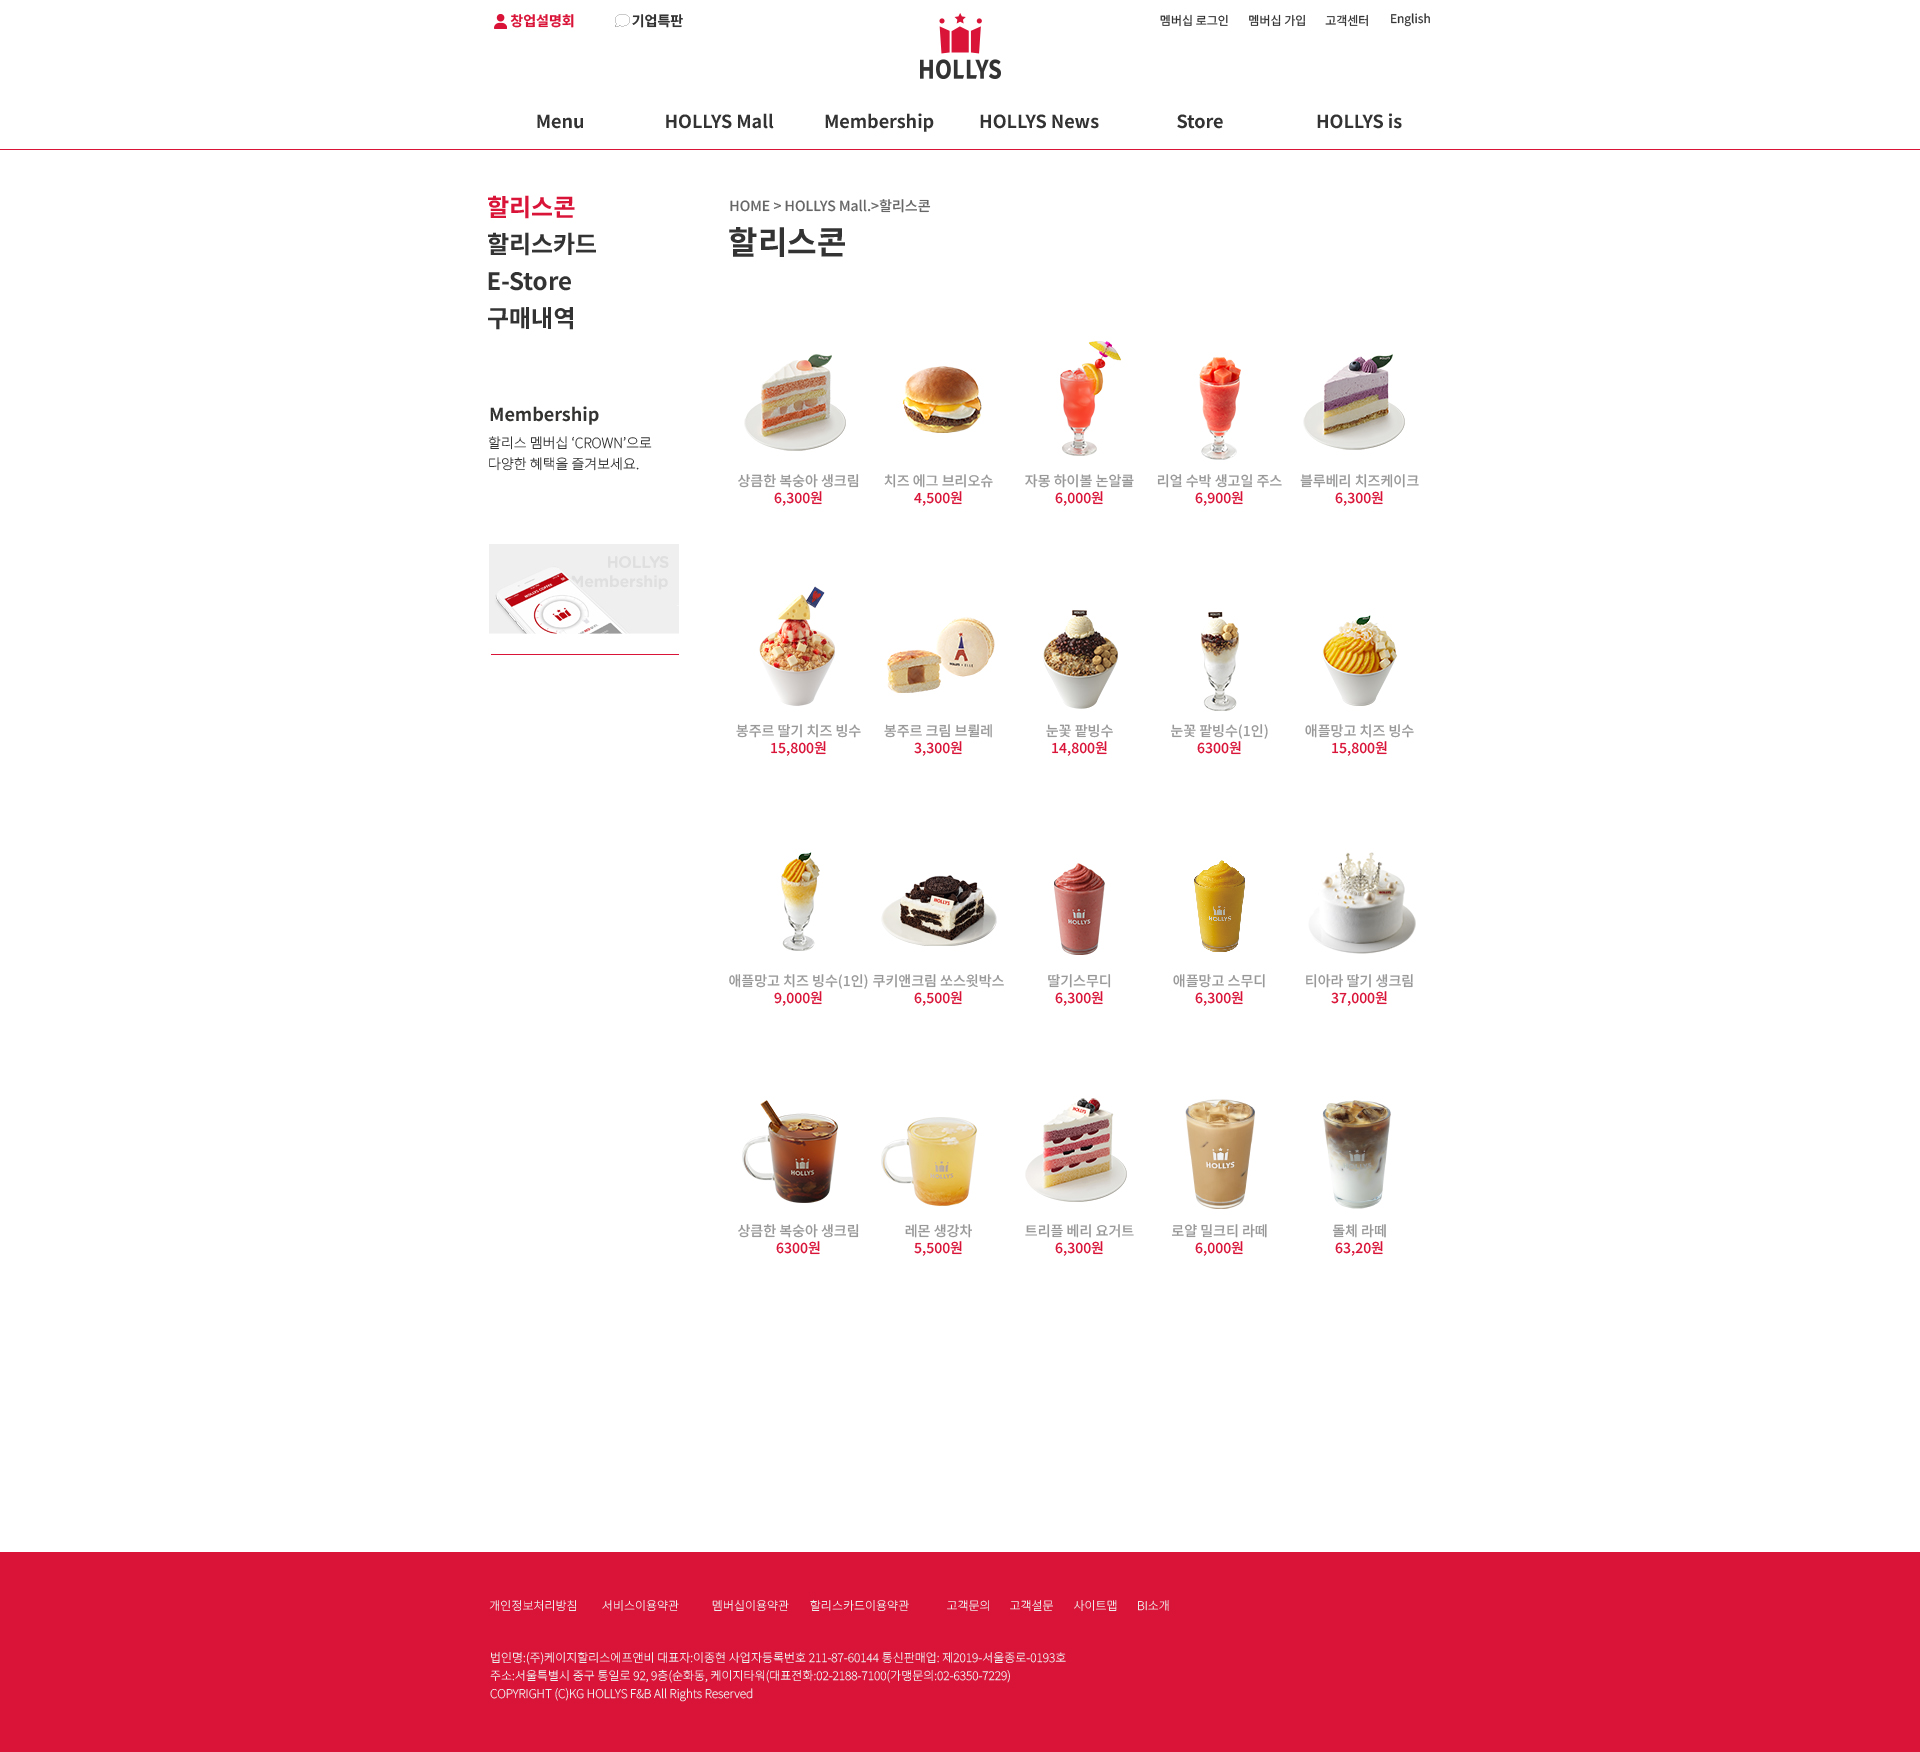 창업설명회 기업특판 멤버십 로그인 멤버십 가입 고객센터 English
HOLLYS
Menu HOLLYS Mall Membership HOLLYS News Store HOLLYS is
할리스콘
할리스카드
E-Store
구매내역
Membership
할리스 멤버십 ‘CROWN’으로
다양한 혜택을 즐겨보세요.
HOLLYS
Membership
HOME > HOLLYS Mall.>할리스콘
할리스콘
상큼한 복숭아 생크림 치즈 에그 브리오슈 자몽 하이볼 논알콜 리얼 수박 생고일 주스 블루베리 치즈케이크
6,300원 4,500원 6,000원 6,900원 6,300원
봉주르 딸기 치즈 빙수 봉주르 크림 브륄레 눈꽃 팥빙수 눈꽃 팥빙수(1인) 애플망고 치즈 빙수
15,800원 3,300원 14,800원 6300원 15,800원
HOLLYS HOLLYS HOLLYS
애플망고 치즈 빙수(1인) 쿠키앤크림 쏘스윗박스 딸기스무디 애플망고 스무디 티아라 딸기 생크림
9,000원 6,500원 6,300원 6,300원 37,000원
HOLLYS HOLLYS HOLLYS HOLLYS
상큼한 복숭아 생크림 레몬 생강차 트리플 베리 요거트 로얄 밀크티 라떼 돌체 라떼
6300원 5,500원 6,300원 6,000원 63,20원
개인정보처리방침 서비스이용약관 멤버십이용약관 할리스카드이용약관 고객문의 고객설문 사이트맵 BI소개
법인명:(주)케이지할리스에프앤비 대표자:이종현 사업자등록번호 211-87-60144 통신판매업: 제2019-서울종로-0193호
주소:서울특별시 중구 통일로 92, 9층(순화동, 케이지타워(대표전화:02-2188-7100(가맹문의:02-6350-7229)
COPYRIGHT (C)KG HOLLYS F&B All Rights Reserved